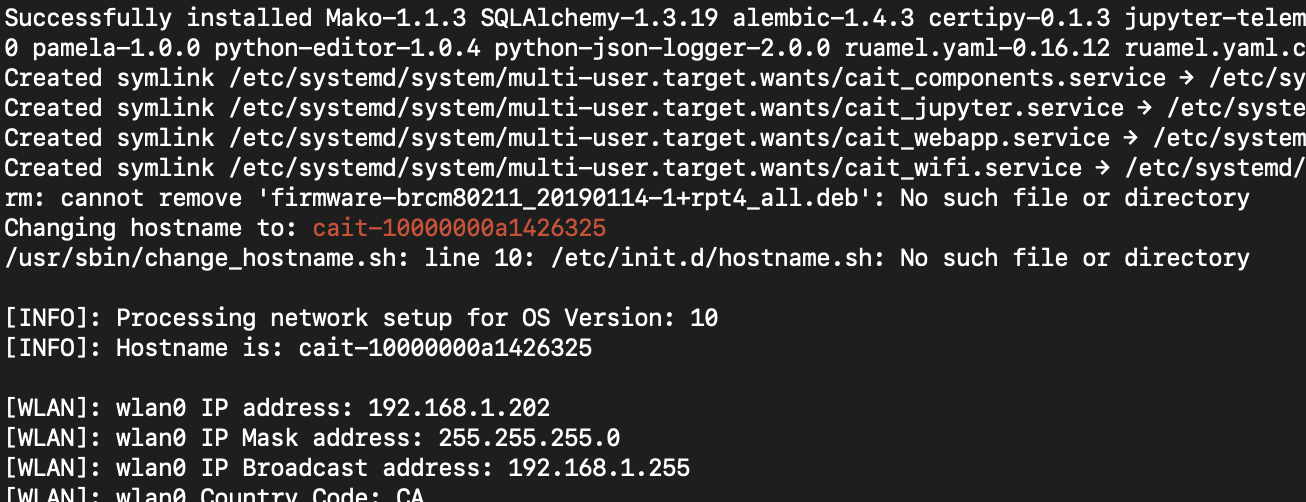 Successfully installed Mako-1.1.3 SQLAlchemy-1.3.19 alembic-1.4.3 certipy-0.1.3 jupyter-telem
0 pamela-1.0.0 python-editor-1.0.4 python-json-logger-2.0.0 ruamel.yaml-0.16.12 ruamel.yaml.c
Created symlink /etc/systemd/system/multi-user.target.wants/cait_components.service → /etc/sy
Created symlink /etc/systemd/system/multi-user.target.wants/cait_jupyter.service → /etc/syste
Created symlink /etc/systemd/system/multi-user.target.wants/cait_webapp.service → /etc/system
Created symlink /etc/systemd/system/multi-user.target.wants/cait_wifi.service → /etc/systemd/
rm: cannot remove 'firmware-brcm80211_20190114-1+rpt4_all.deb': No such file or directory
Changing hostname to: cait-10000000a1426325
/usr/sbin/change_hostname.sh: line 10: /etc/init.d/hostname.sh: No such file or directory
[INFO]: Processing network setup for OS Version: 10
[INFO]: Hostname is: cait-10000000a1426325
[WLAN]: wlan0 IP address: 192.168.1.202
[WLAN]: wlan0 IP Mask address: 255.255.255.0
[WLAN]: wlan0 IP Broadcast address: 192.168.1.255
[WLAN]: wlan0 Country Code: CA